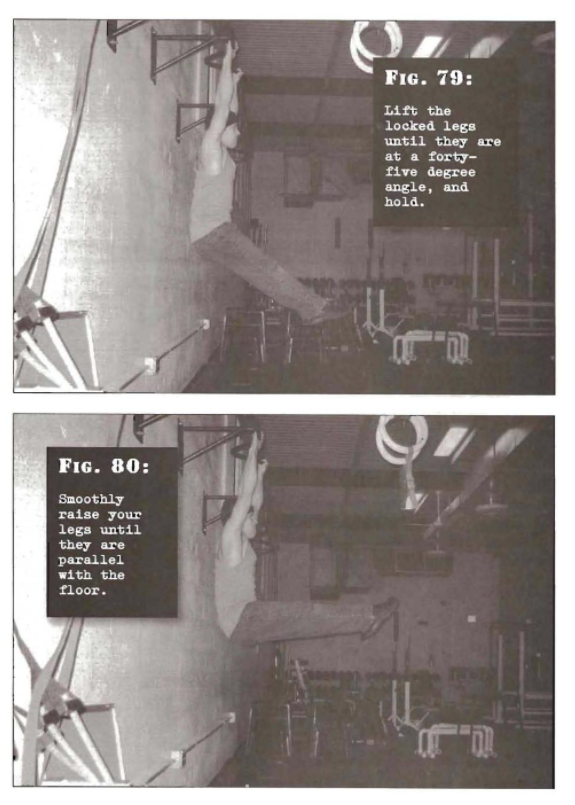 FIG. 79:
Lift the
locked legs
until they are
at a forty-
five degree
angle, and
hold.
FIG. 80:
Smoothly
raise your
legs until
they are
parallel
with the
floor.